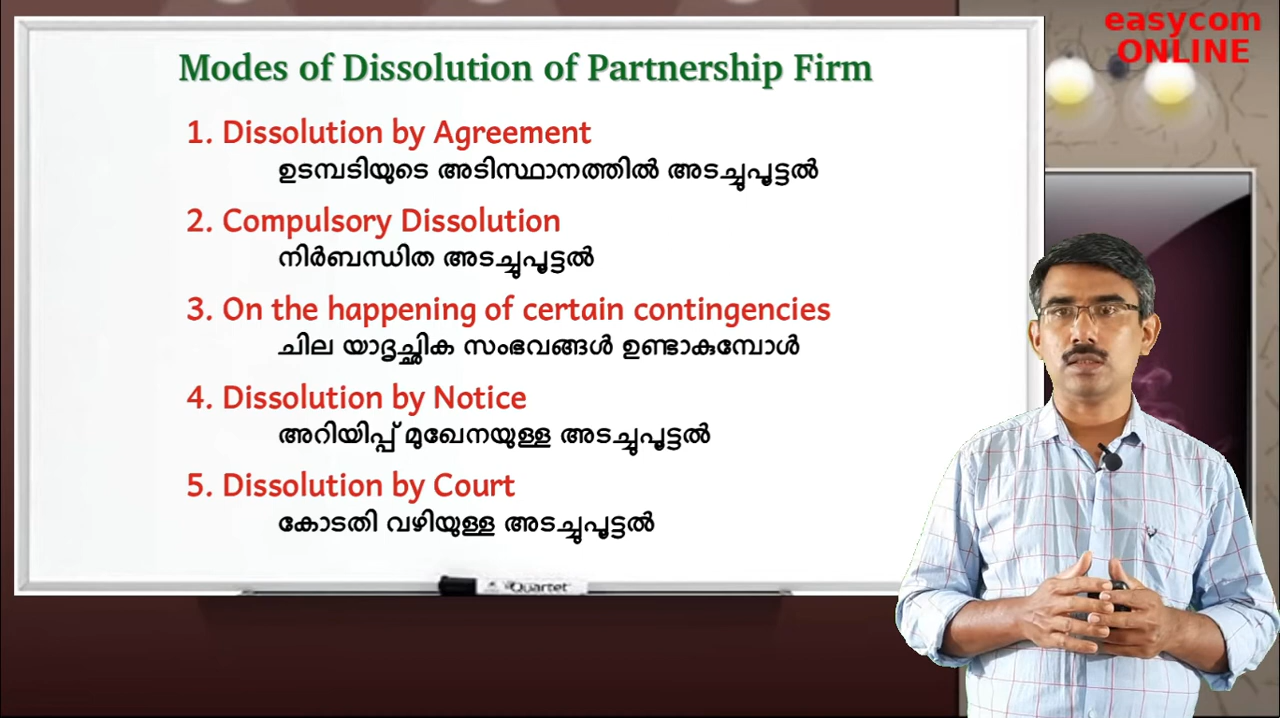 easycom
ONLINE
Modes of Dissolution of Partnership Firm
1. Dissolution by Agreement
ഉടമ്പടിയുടെ അടിസ്ഥാനത്തിൽ അടച്ചുപൂട്ടൽ
2. Compulsory Dissolution
നിർബന്ധിത അടച്ചുപൂട്ടൽ
3. On the happening of certain contingencies
ചില യാദൃച്ഛിക സംഭവങ്ങൾ ഉണ്ടാകുമ്പോൾ
4. Dissolution by Notice
അറിയിപ്പ് മുഖേനയുള്ള അടച്ചുപൂട്ടൽ
5. Dissolution by Court
കോടതി വഴിയുള്ള അടച്ചുപൂട്ടൽ
Quartet